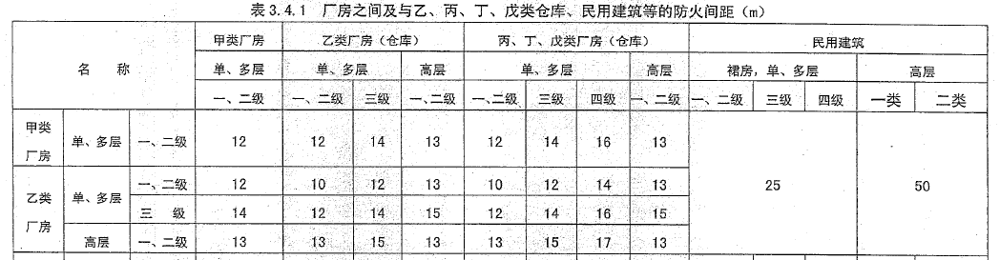 表 3.4.1 厂房之间及与乙、丙、丁、戊类仓库、民用建筑等的防火间距（m）
名 称 甲类厂房 乙类厂房（仓库） 丙、丁、戊类厂房（仓库） 民用建筑
单、多层 单、多层 高层 单、多层 高层 裙房，单、多层 高层
一、二级 一、二级 三级 一、二级 一、二级 三级 四级 一、二级 一、二级 三级 四级 一类 二类
甲类厂房 单、多层 一、二级 12 12 14 13 12 14 16 13 25 50
乙类厂房 单、多层 一、二级 12 10 12 13 10 12 14 13
三 级 14 12 14 15 12 14 16 15
高层 一、二级 13 13 15 13 13 15 17 13